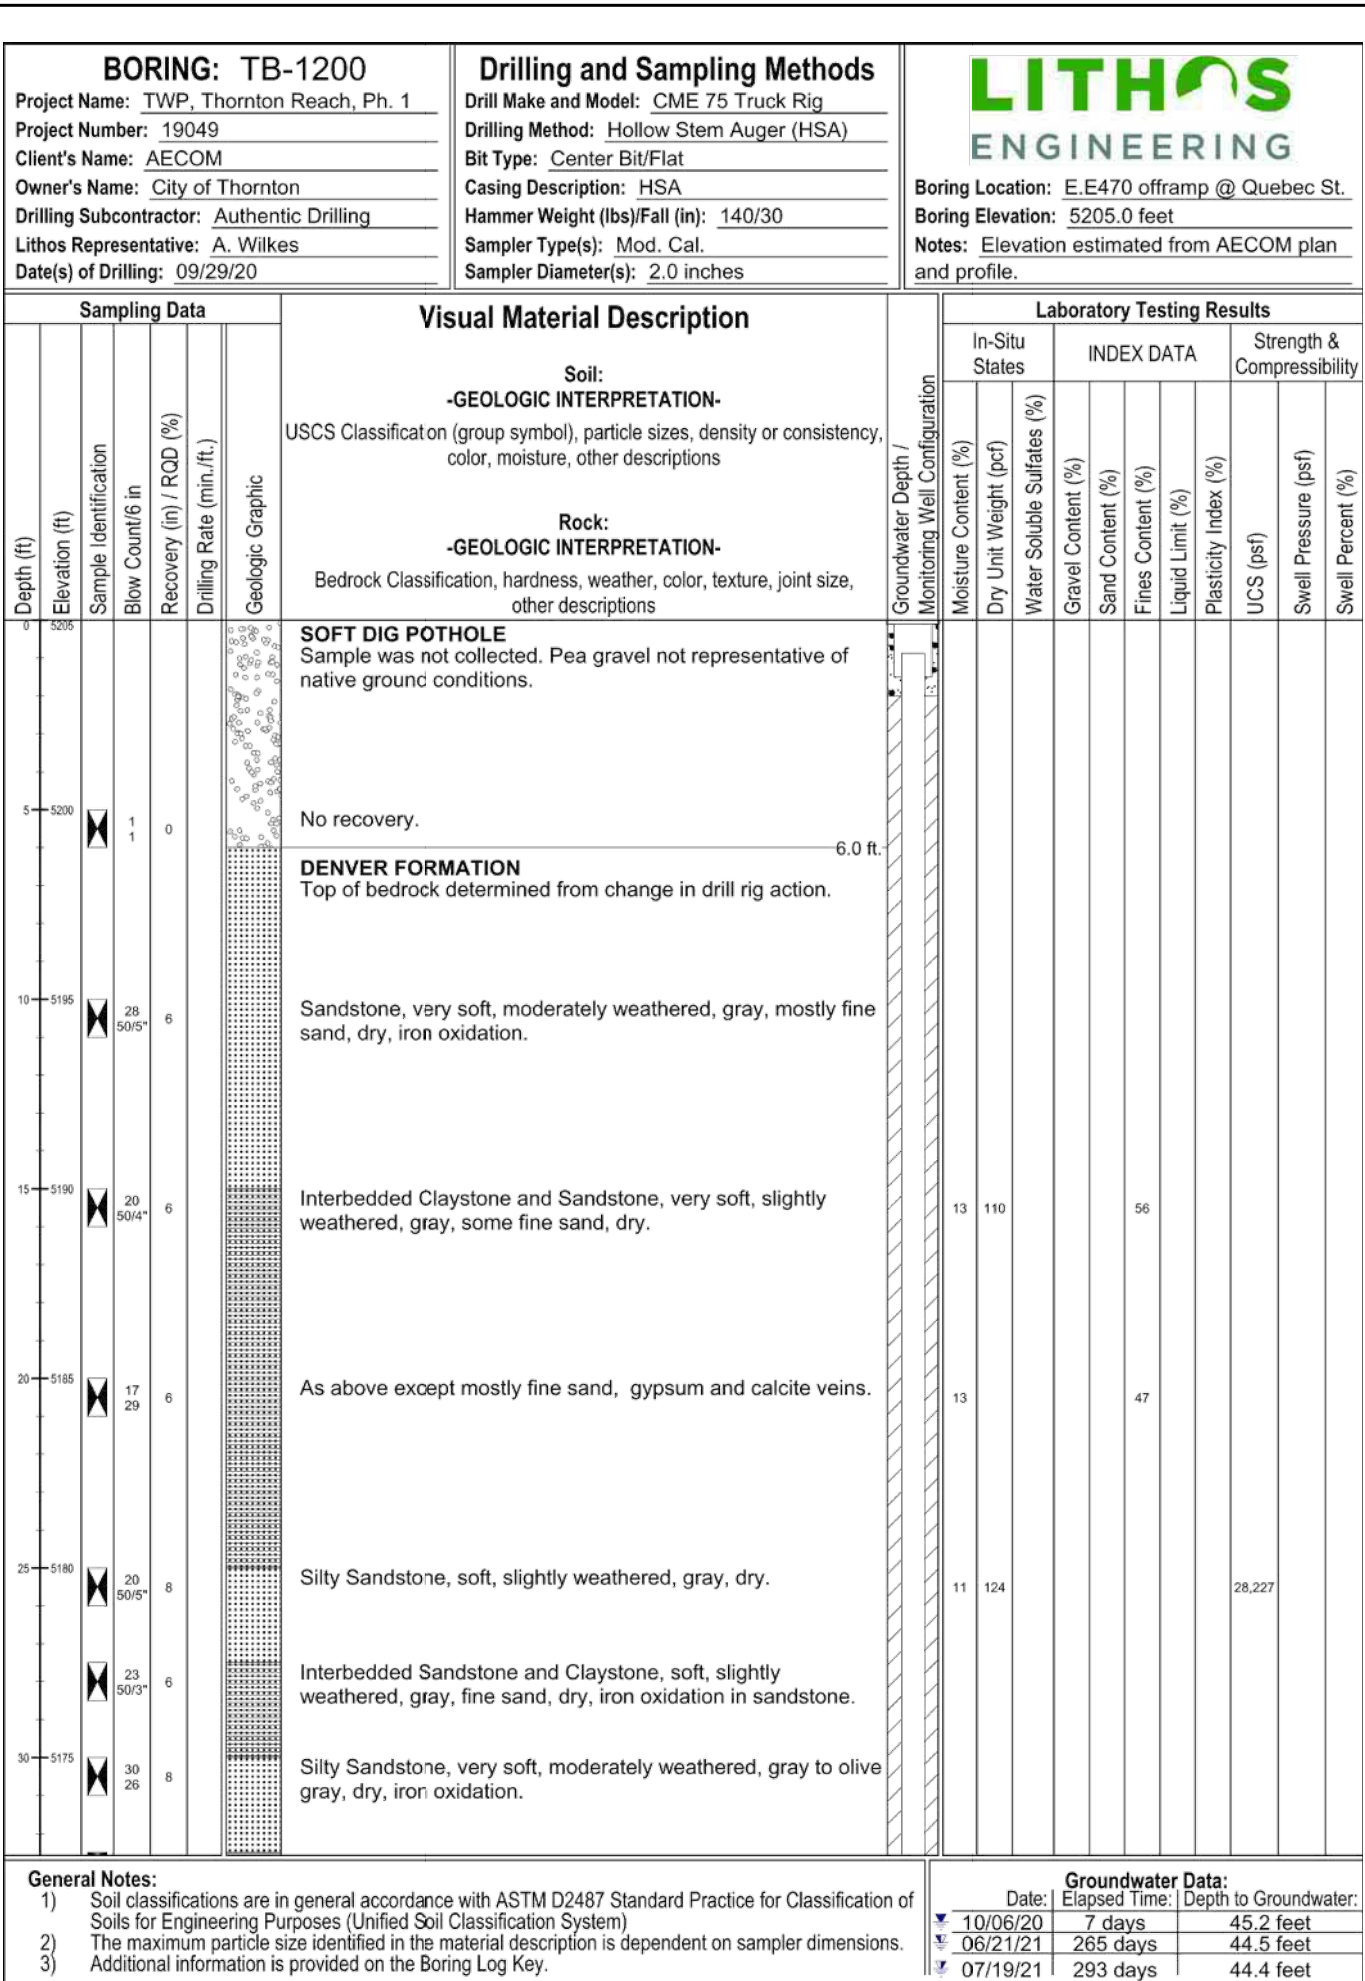 BORING: TB-1200
Project Name: TWP, Thornton Reach, Ph. 1
Project Number: 19049
Client's Name: AECOM
Owner's Name: City of Thornton
Drilling Subcontractor: Authentic Drilling
Lithos Representative: A. Wilkes
Date(s) of Drilling: 09/29/20
Drilling and Sampling Methods
Drill Make and Model: CME 75 Truck Rig
Drilling Method: Hollow Stem Auger (HSA)
Bit Type: Center Bit/Flat
Casing Description: HSA
Hammer Weight (lbs)/Fall (in): 140/30
Sampler Type(s): Mod. Cal.
Sampler Diameter(s): 2.0 inches
LITHOS
ENGINEERING
Boring Location: E.E470 offramp @ Quebec St.
Boring Elevation: 5205.0 feet
Notes: Elevation estimated from AECOM plan
and profile.
Sampling Data
Depth (ft)
Elevation (ft)
Sample Identification
Blow Count/6 in
Recovery (in) / RQD (%)
Drilling Rate (min./ft.)
Geologic Graphic
Visual Material Description
Soil:
-GEOLOGIC INTERPRETATION-
USCS Classification (group symbol), particle sizes, density or consistency,
color, moisture, other descriptions
Rock:
-GEOLOGIC INTERPRETATION-
Bedrock Classification, hardness, weather, color, texture, joint size,
other descriptions
Groundwater Depth /
Monitoring Well Configuration
Laboratory Testing Results
In-Situ
States
INDEX DATA
Strength &
Compressibility
Moisture Content (%)
Dry Unit Weight (pcf)
Water Soluble Sulfates (%)
Gravel Content (%)
Sand Content (%)
Fines Content (%)
Liquid Limit (%)
Plasticity Index (%)
UCS (psf)
Swell Pressure (psf)
Swell Percent (%)
0 5205
SOFT DIG POTHOLE
Sample was not collected. Pea gravel not representative of
native ground conditions.
5 5200
1
1
0
No recovery.
6.0 ft.
DENVER FORMATION
Top of bedrock determined from change in drill rig action.
10 5195
28
50/5"
6
Sandstone, very soft, moderately weathered, gray, mostly fine
sand, dry, iron oxidation.
15 5190
20
50/4"
6
Interbedded Claystone and Sandstone, very soft, slightly
weathered, gray, some fine sand, dry.
13 110 56
20 5185
17
29
6
As above except mostly fine sand, gypsum and calcite veins.
13 47
25 5180
20
50/5"
8
Silty Sandstone, soft, slightly weathered, gray, dry.
11 124 28,227
23
50/3"
6
Interbedded Sandstone and Claystone, soft, slightly
weathered, gray, fine sand, dry, iron oxidation in sandstone.
30 5175
30
26
8
Silty Sandstone, very soft, moderately weathered, gray to olive
gray, dry, iron oxidation.
General Notes:
1) Soil classifications are in general accordance with ASTM D2487 Standard Practice for Classification of
Soils for Engineering Purposes (Unified Soil Classification System)
2) The maximum particle size identified in the material description is dependent on sampler dimensions.
3) Additional information is provided on the Boring Log Key.
Groundwater Data:
Date: Elapsed Time: Depth to Groundwater:
10/06/20 7 days 45.2 feet
06/21/21 265 days 44.5 feet
07/19/21 293 days 44.4 feet